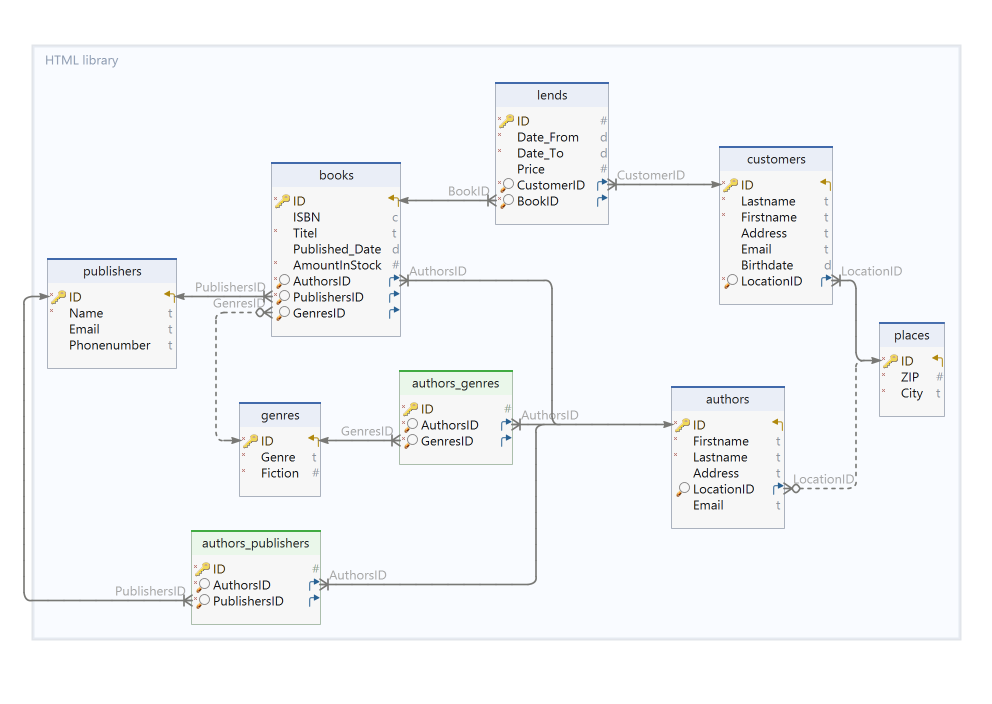 HTML library
lends
ID #
Date_From d
Date_To d
Price #
CustomerID
BookID
CustomerID
BookID
customers
ID
Lastname t
Firstname t
Address t
Email t
Birthdate d
LocationID
LocationID
books
ID
ISBN c
Titel t
Published_Date d
AmountInStock #
AuthorsID
PublishersID
GenresID
AuthorsID
PublishersID
GenresID
publishers
ID
Name t
Email t
Phonenumber t
places
ID
ZIP #
City t
authors_genres
ID #
AuthorsID
GenresID
AuthorsID
GenresID
genres
ID
Genre t
Fiction #
authors
ID
Firstname t
Lastname t
Address t
LocationID
Email t
LocationID
authors_publishers
ID #
AuthorsID
PublishersID
AuthorsID
PublishersID